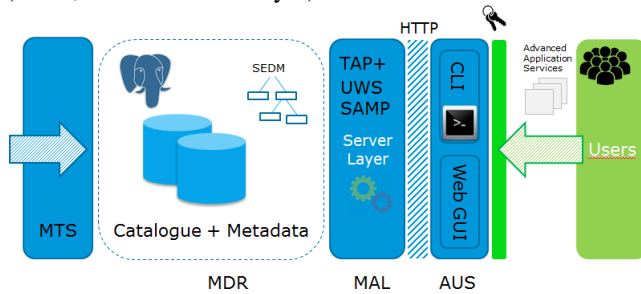 (
HTTP
SEDM
TAP+
UWS
SAMP
Server
Layer
CLI
>_
Web GUI
Advanced
Application
Services
Users
MTS
Catalogue + Metadata
MDR
MAL
AUS